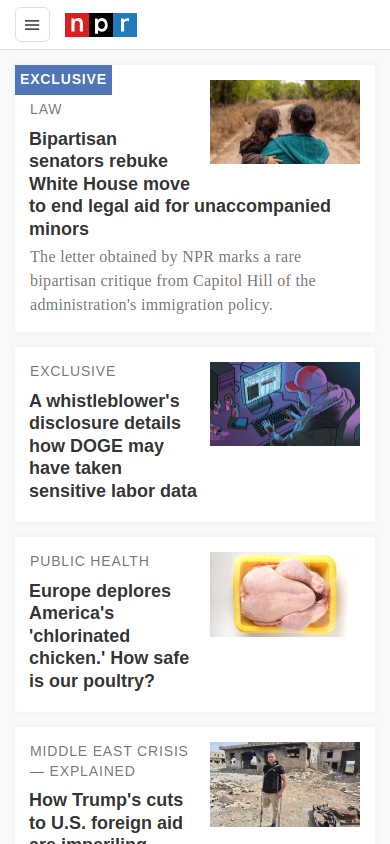 npr
EXCLUSIVE
LAW
Bipartisan
senators rebuke
White House move
to end legal aid for unaccompanied
minors
The letter obtained by NPR marks a rare
bipartisan critique from Capitol Hill of the
administration's immigration policy.
EXCLUSIVE
A whistleblower's
disclosure details
how DOGE may
have taken
sensitive labor data
PUBLIC HEALTH
Europe deplores
America's
'chlorinated
chicken.' How safe
is our poultry?
MIDDLE EAST CRISIS
— EXPLAINED
How Trump's cuts
to U.S. foreign aid
are imperiling